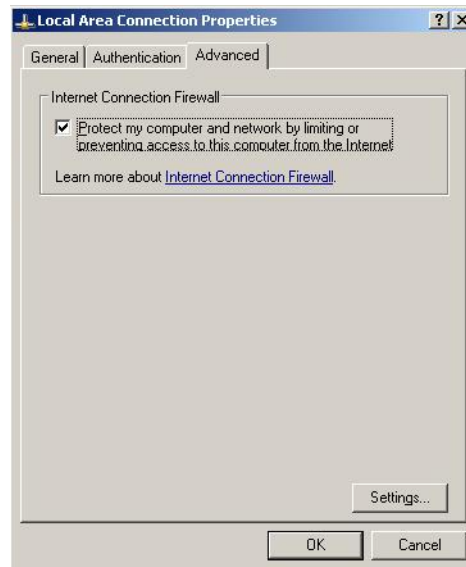 Local Area Connection Properties
General Authentication Advanced
Internet Connection Firewall
Protect my computer and network by limiting or
preventing access to this computer from the Internet
Learn more about Internet Connection Firewall.
Settings...
OK Cancel